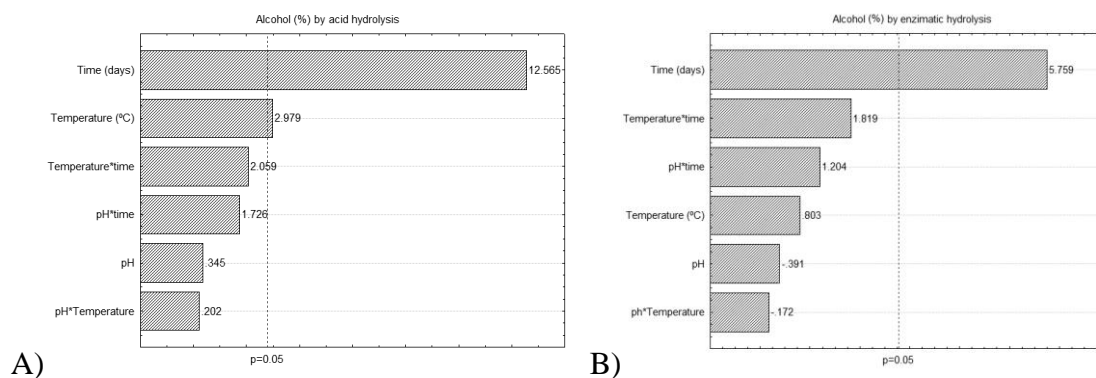 Alcohol (%) by acid hydrolysis
Time (days)
12.565
Temperature (ºC)
2.979
Temperature*time
2.059
pH*time
1.726
pH
.345
pH*Temperature
.202
p=0.05
A)
Alcohol (%) by enzimatic hydrolysis
Time (days)
5.759
Temperature*time
1.819
pH*time
1.204
Temperature (ºC)
.803
pH
-.391
ph*Temperature
-.172
p=0.05
B)